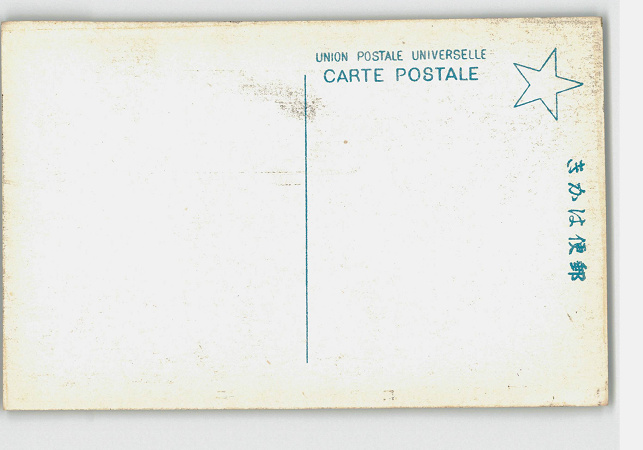 UNION POSTALE UNIVERSELLE
CARTE POSTALE
きかは便郵